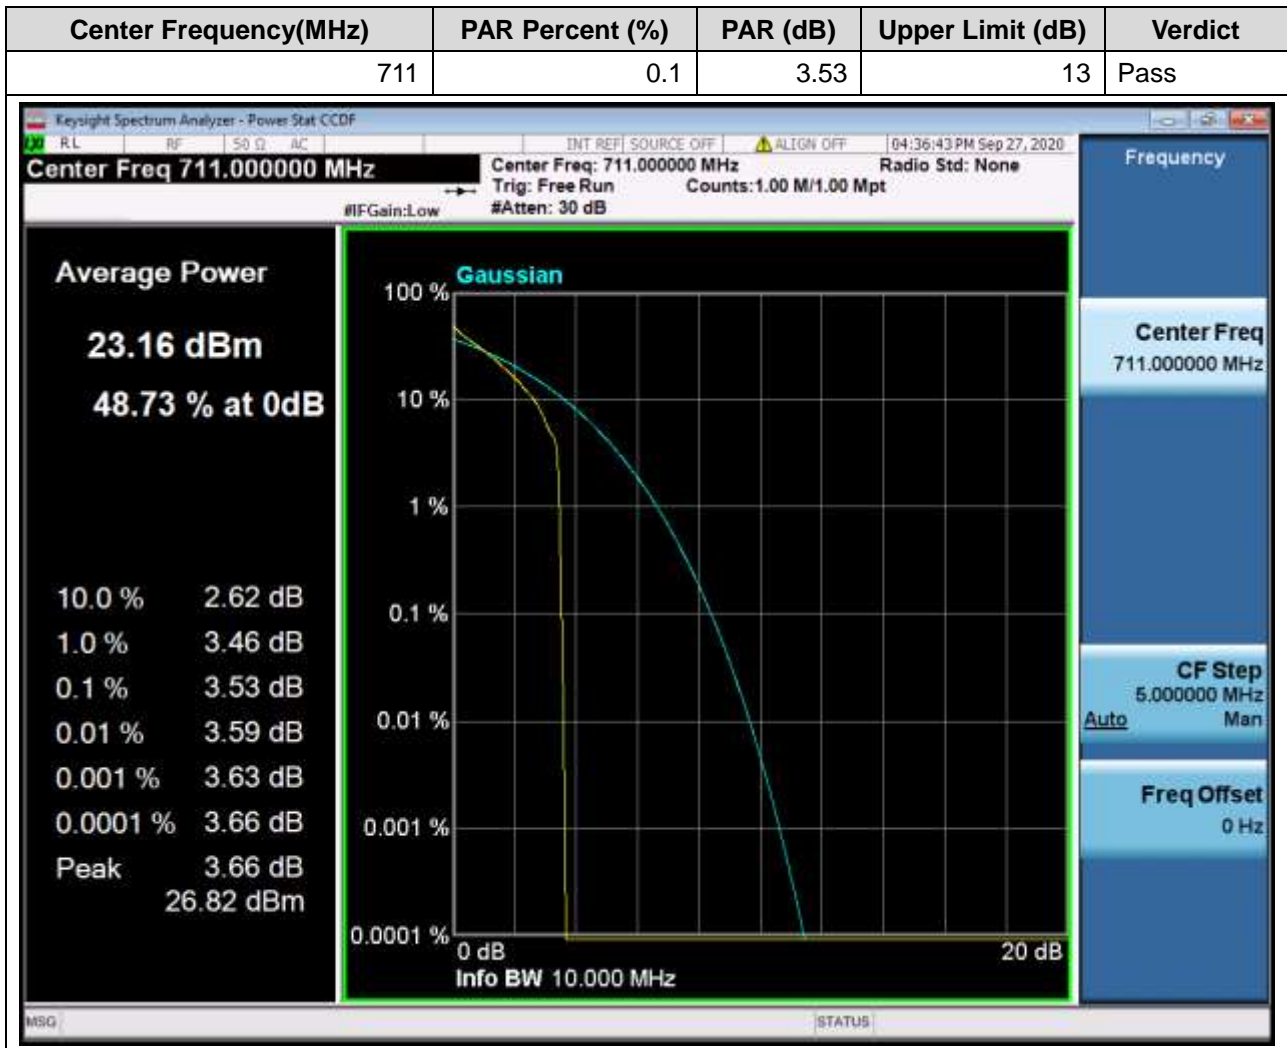 Center Frequency(MHz) PAR Percent (%) PAR (dB) Upper Limit (dB) Verdict
711 0.1 3.53 13 Pass
Keysight Spectrum Analyzer - Power Stat CCDF
RL RF 50 Ω AC INT REF SOURCE OFF ALIGN OFF 04:36:43 PM Sep 27, 2020
Center Freq 711.000000 MHz
Center Freq: 711.000000 MHz Radio Std: None
Trig: Free Run Counts:1.00 M/1.00 Mpt
#IFGain:Low #Atten: 30 dB
Average Power
23.16 dBm
48.73 % at 0dB
10.0 % 2.62 dB
1.0 % 3.46 dB
0.1 % 3.53 dB
0.01 % 3.59 dB
0.001 % 3.63 dB
0.0001 % 3.66 dB
Peak 3.66 dB
26.82 dBm
Gaussian
100 %
10 %
1 %
0.1 %
0.01 %
0.001 %
0.0001 %
0 dB 20 dB
Info BW 10.000 MHz
Frequency
Center Freq
711.000000 MHz
CF Step
5.000000 MHz
Auto Man
Freq Offset
0 Hz
MSG STATUS